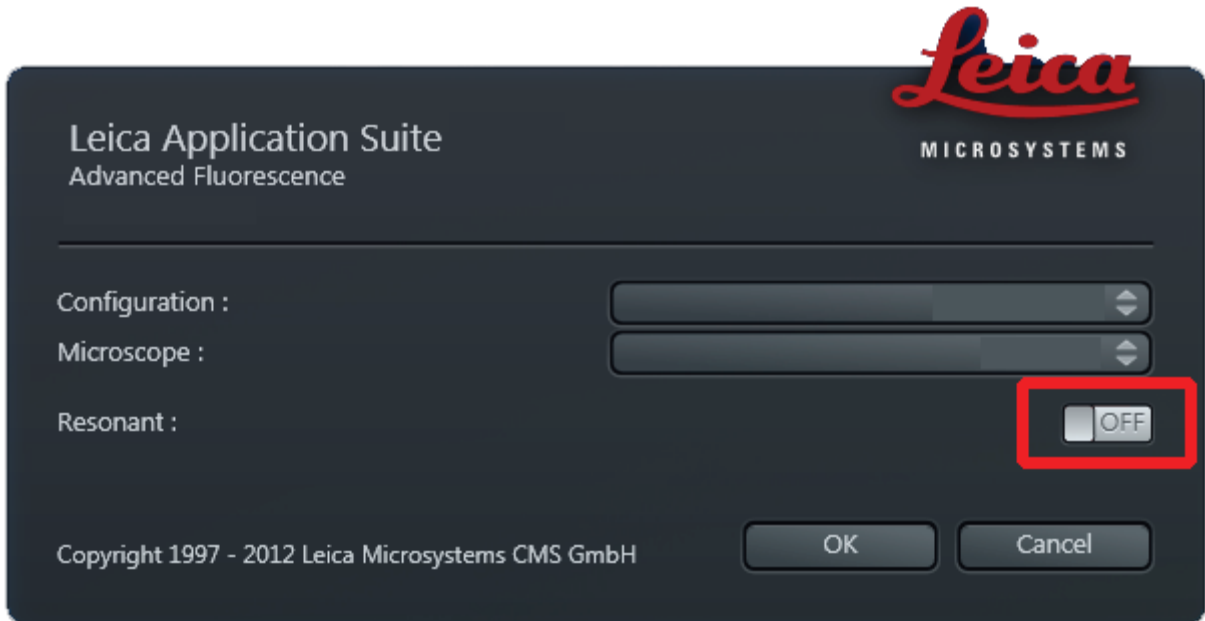 Leica
MICROSYSTEMS
Leica Application Suite
Advanced Fluorescence
Configuration :
Microscope :
Resonant :
OFF
Copyright 1997 - 2012 Leica Microsystems CMS GmbH
OK
Cancel